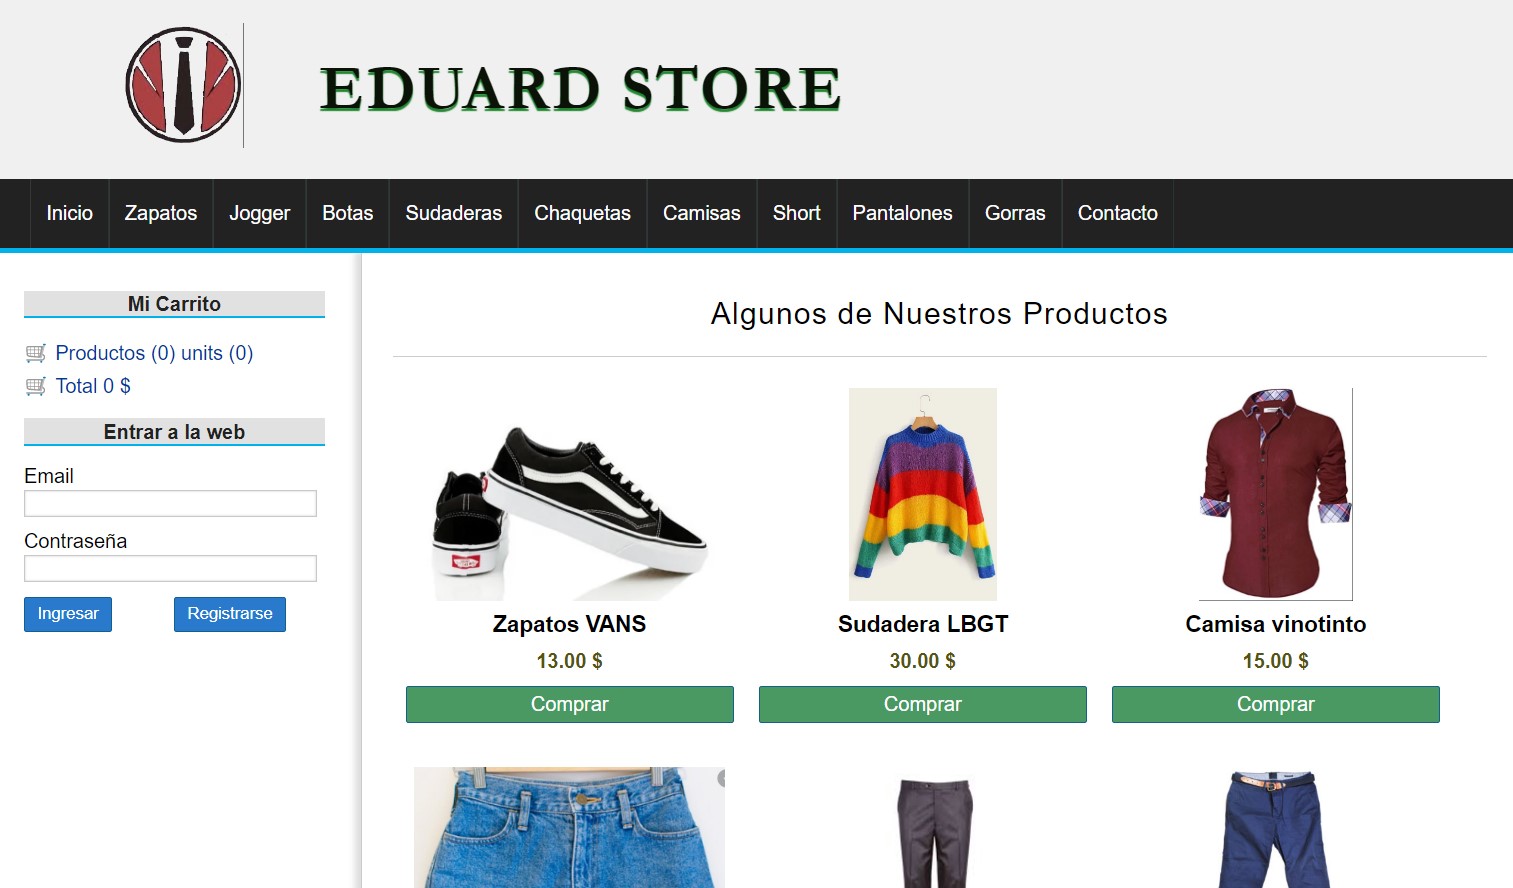 EDUARD STORE
Inicio Zapatos Jogger Botas Sudaderas Chaquetas Camisas Short Pantalones Gorras Contacto
Mi Carrito
Productos (0) units (0)
Total 0 $
Entrar a la web
Email
Contraseña
Ingresar Registrarse
Algunos de Nuestros Productos
Zapatos VANS Sudadera LBGT Camisa vinotinto
13.00 $ 30.00 $ 15.00 $
Comprar Comprar Comprar